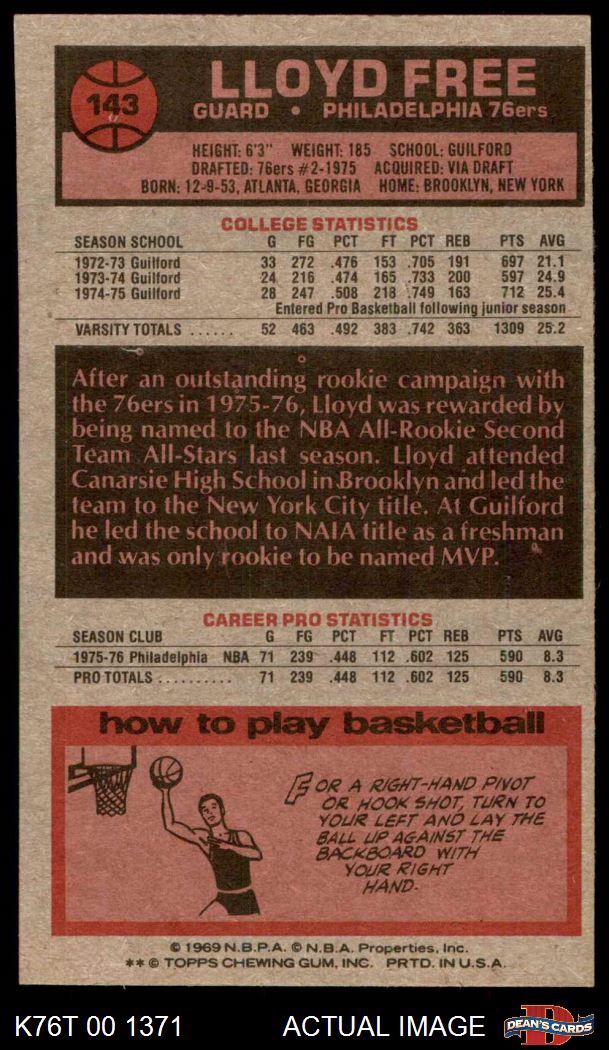 143
LLOYD FREE
GUARD • PHILADELPHIA 76ers
HEIGHT: 6'3" WEIGHT: 185 SCHOOL: GUILFORD
DRAFTED: 76ers #2-1975 ACQUIRED: VIA DRAFT
BORN: 12-9-53, ATLANTA, GEORGIA HOME: BROOKLYN, NEW YORK
COLLEGE STATISTICS
SEASON SCHOOL G FG PCT FT PCT REB PTS AVG
1972-73 Guilford 33 272 .476 153 .705 191 697 21.1
1973-74 Guilford 24 216 .474 165 .733 200 597 24.9
1974-75 Guilford 28 247 .508 218 .749 163 712 25.4
Entered Pro Basketball following junior season
VARSITY TOTALS ...... 52 463 .492 383 .742 363 1309 25.2
After an outstanding rookie campaign with
the 76ers in 1975-76, Lloyd was rewarded by
being named to the NBA All-Rookie Second
Team All-Stars last season. Lloyd attended
Canarsie High School in Brooklyn and led the
team to the New York City title. At Guilford
he led the school to NAIA title as a freshman
and was only rookie to be named MVP.
CAREER PRO STATISTICS
SEASON CLUB G FG PCT FT PCT REB PTS AVG
1975-76 Philadelphia NBA 71 239 .448 112 .602 125 590 8.3
PRO TOTALS .......... 71 239 .448 112 .602 125 590 8.3
how to play basketball
FOR A RIGHT-HAND PIVOT
OR HOOK SHOT, TURN TO
YOUR LEFT AND LAY THE
BALL UP AGAINST THE
BACKBOARD WITH
YOUR RIGHT
HAND.
© 1969 N.B.P.A. © N.B.A. Properties, Inc.
** © TOPPS CHEWING GUM, INC. PRTD. IN U.S.A.
K76T 00 1371 ACTUAL IMAGE DEAN'S CARDS